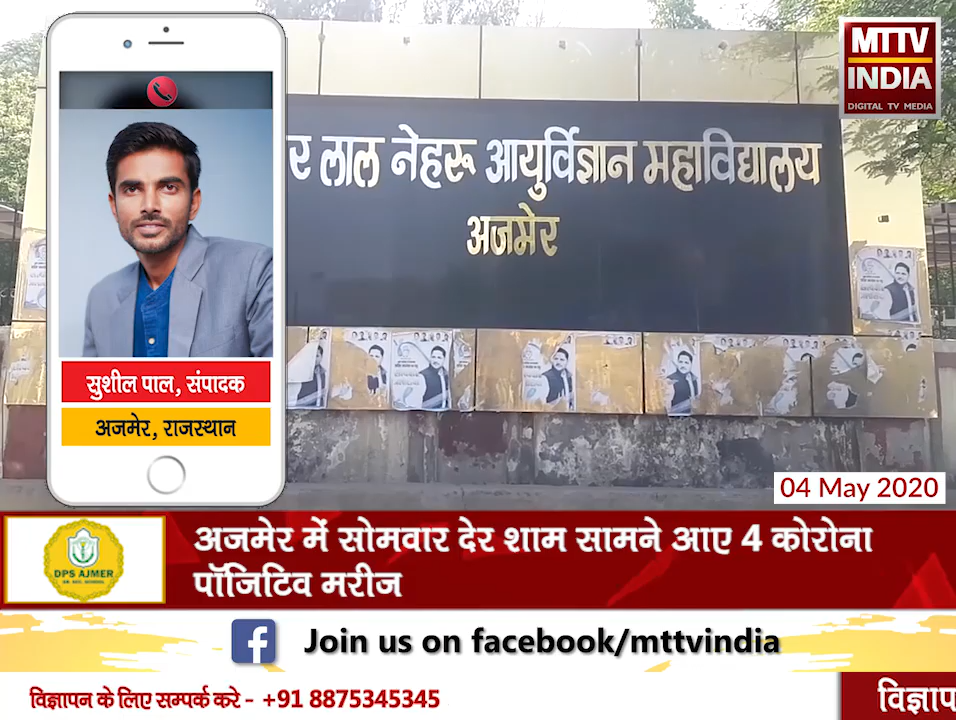 MTTV
INDIA
DIGITAL TV MEDIA
र लाल नेहरू आयुर्विज्ञान महाविद्यालय
अजमेर
सुशील पाल, संपादक
अजमेर, राजस्थान
04 May 2020
DPS AJMER
अजमेर में सोमवार देर शाम सामने आए 4 कोरोना
पॉजिटिव मरीज
Join us on facebook/mttvindia
विज्ञापन के लिए सम्पर्क करे - +91 8875345345
विज्ञाप